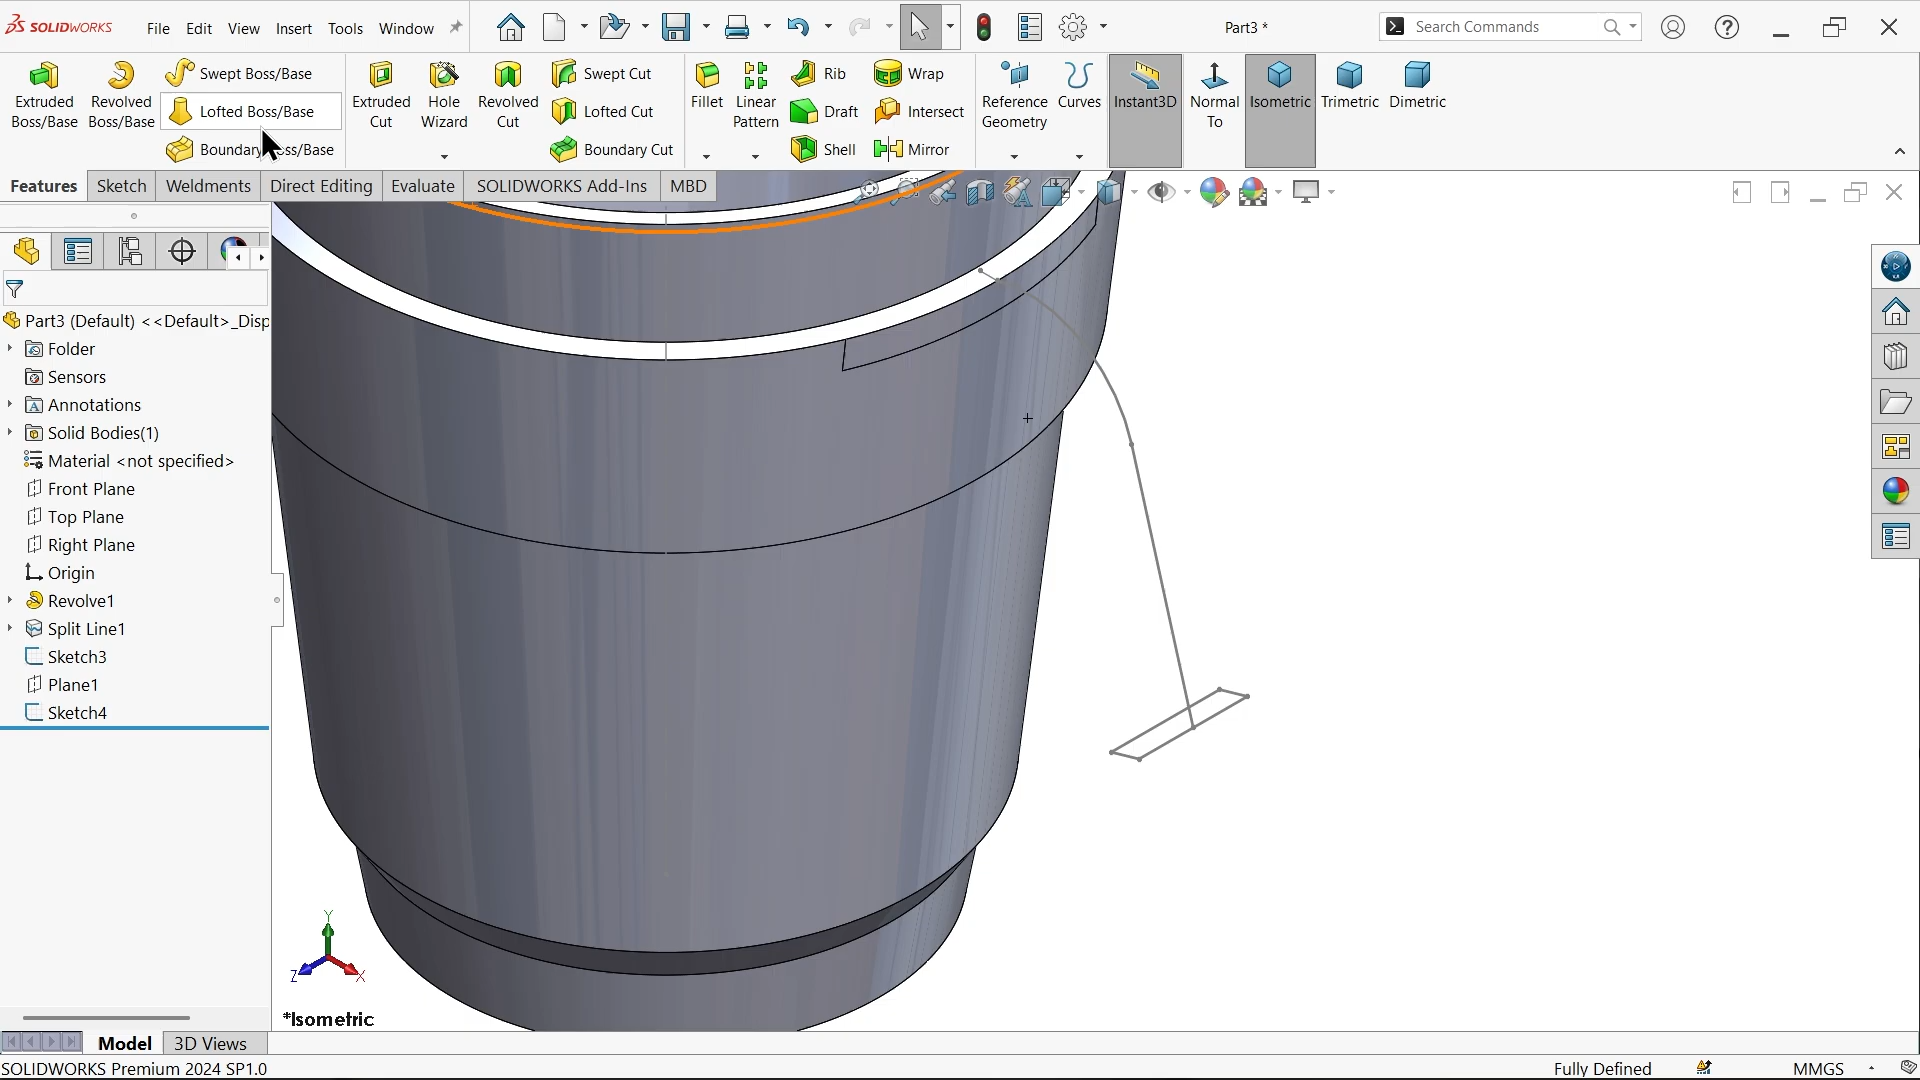 SOLIDWORKS
File Edit View Insert Tools Window
Part3 *
Search Commands
Extruded Boss/Base
Revolved Boss/Base
Swept Boss/Base
Lofted Boss/Base
Extruded Cut
Hole Wizard
Revolved Cut
Swept Cut
Lofted Cut
Boundary Cut
Fillet
Linear Pattern
Rib
Draft
Shell
Wrap
Intersect
Mirror
Reference Geometry
Curves
Instant3D
Normal To
Isometric
Trimetric
Dimetric
Features Sketch Weldments Direct Editing Evaluate SOLIDWORKS Add-Ins MBD
Part3 (Default) <<Default>_Disp
Folder
Sensors
Annotations
Solid Bodies(1)
Material <not specified>
Front Plane
Top Plane
Right Plane
Origin
Revolve1
Split Line1
Sketch3
Plane1
Sketch4
Y
Z
X
*Isometric
Model 3D Views
SOLIDWORKS Premium 2024 SP1.0
Fully Defined
MMGS